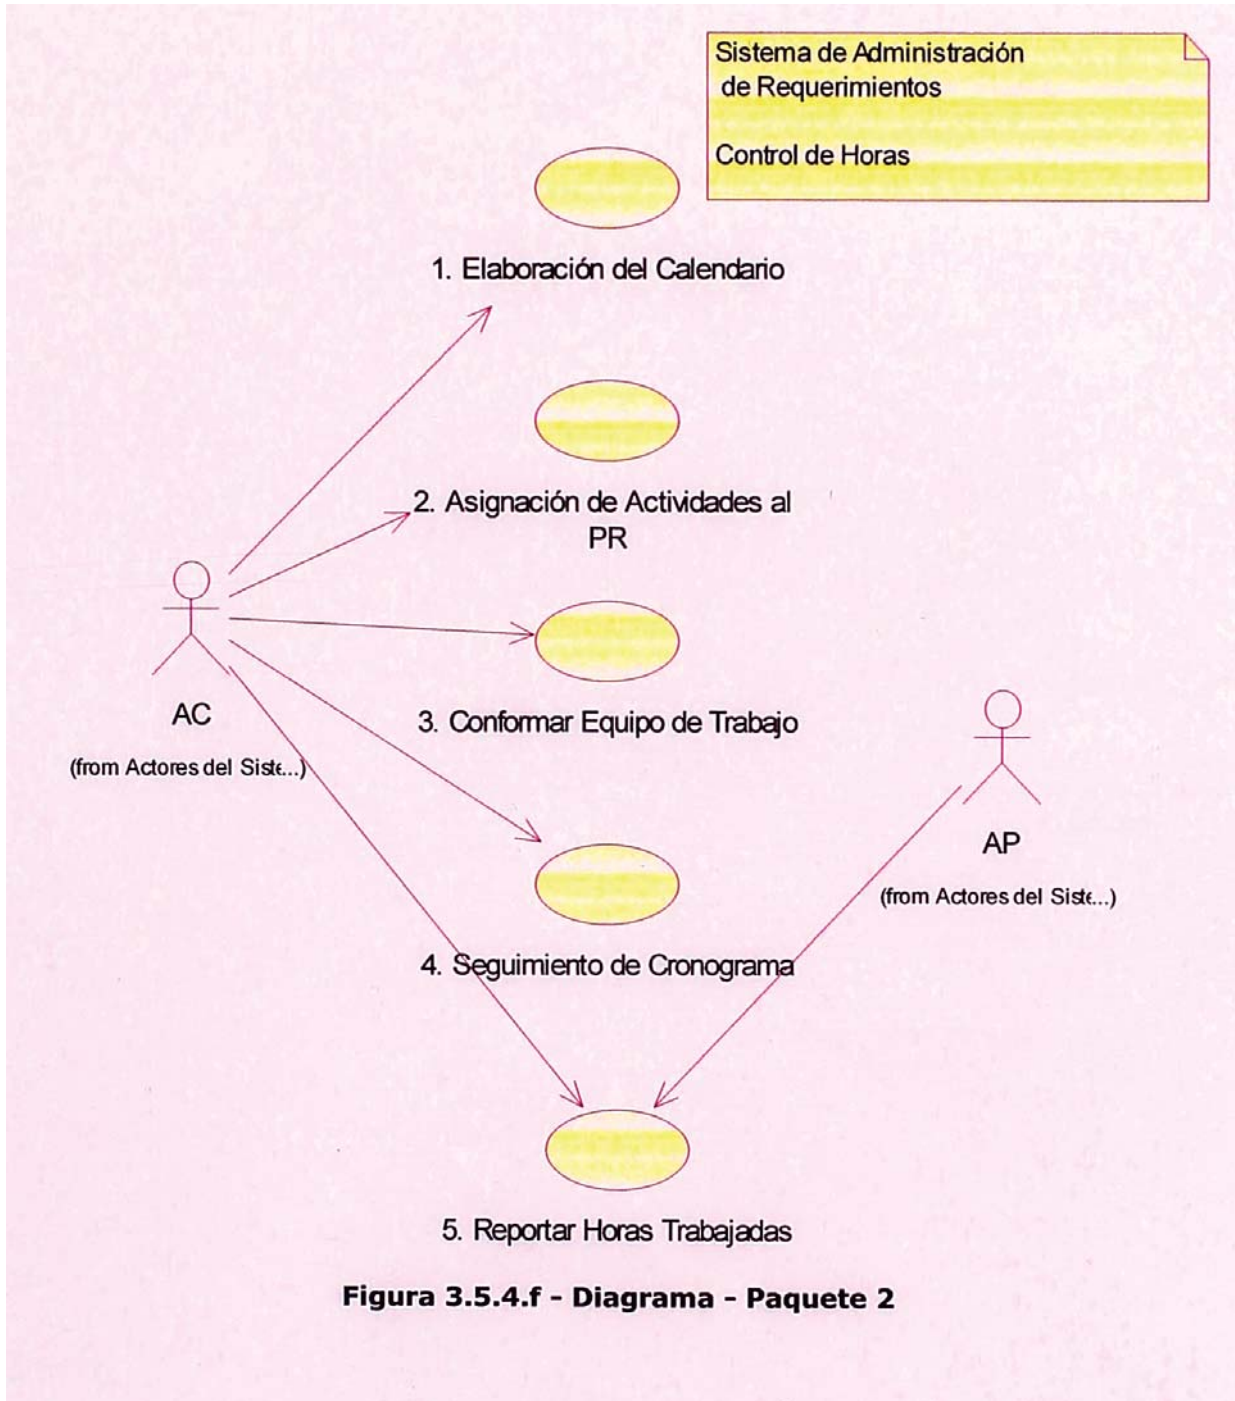 Sistema de Administración
de Requerimientos
Control de Horas
1. Elaboración del Calendario
2. Asignación de Actividades al
PR
3. Conformar Equipo de Trabajo
AC
(from Actores del Siste...)
AP
(from Actores del Siste...)
4. Seguimiento de Cronograma
5. Reportar Horas Trabajadas
Figura 3.5.4.f - Diagrama - Paquete 2